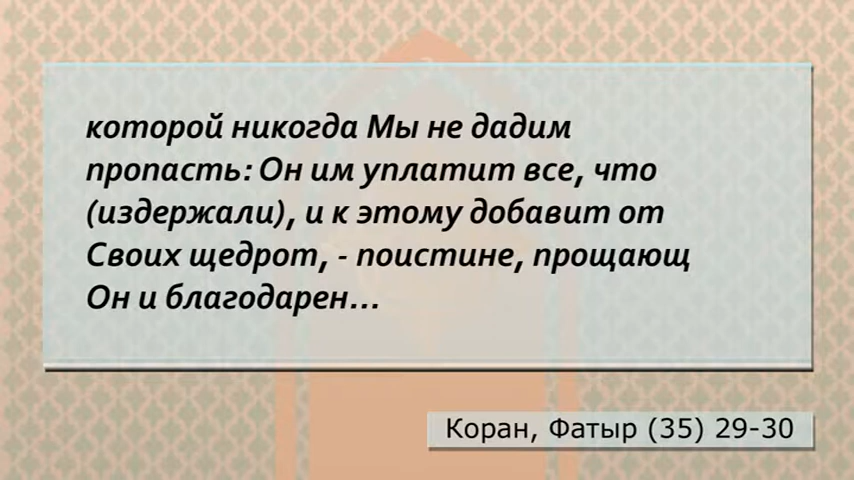 которой никогда Мы не дадим
пропасть: Он им уплатит все, что
(издержали), и к этому добавит от
Своих щедрот, - поистине, прощающ
Он и благодарен...
Коран, Фатыр (35) 29-30